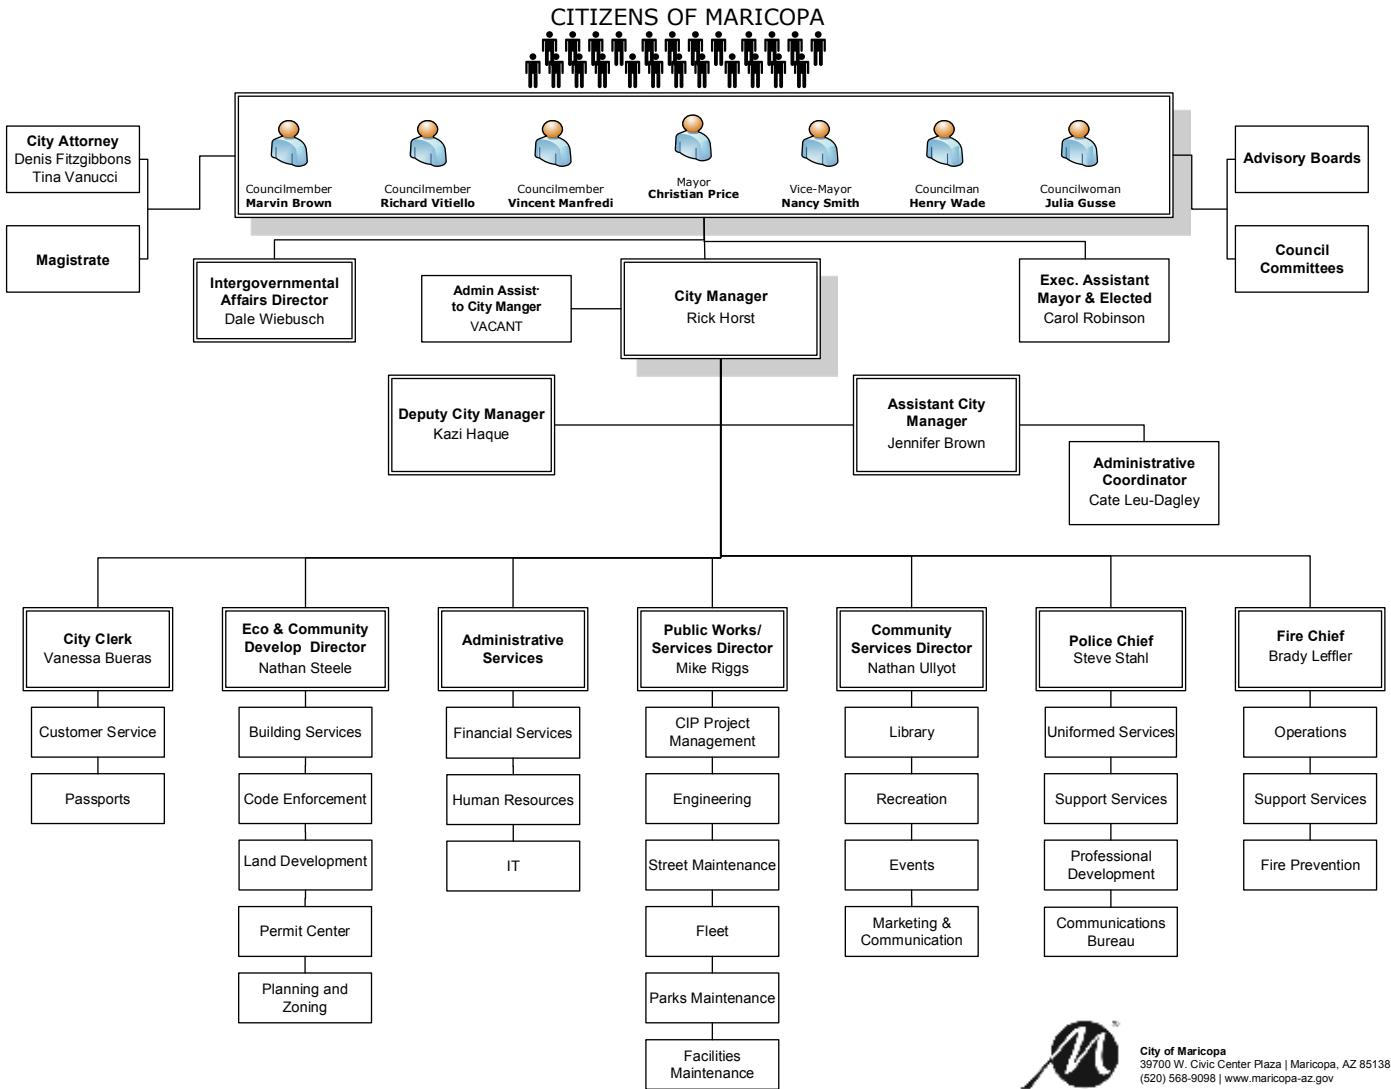 CITIZENS OF MARICOPA
City Attorney
Denis Fitzgibbons
Tina Vanucci
Magistrate
Councilmember
Marvin Brown
Councilmember
Richard Vitiello
Councilmember
Vincent Manfredi
Mayor
Christian Price
Vice-Mayor
Nancy Smith
Councilman
Henry Wade
Councilwoman
Julia Gusse
Advisory Boards
Council
Committees
Intergovernmental
Affairs Director
Dale Wiebusch
Admin Assist
to City Manger
VACANT
City Manager
Rick Horst
Exec. Assistant
Mayor & Elected
Carol Robinson
Deputy City Manager
Kazi Haque
Assistant City
Manager
Jennifer Brown
Administrative
Coordinator
Cate Leu-Dagley
City Clerk
Vanessa Bueras
Customer Service
Passports
Eco & Community
Develop Director
Nathan Steele
Building Services
Code Enforcement
Land Development
Permit Center
Planning and
Zoning
Administrative
Services
Financial Services
Human Resources
IT
Public Works/
Services Director
Mike Riggs
CIP Project
Management
Engineering
Street Maintenance
Fleet
Parks Maintenance
Facilities
Maintenance
Community
Services Director
Nathan Ullyot
Library
Recreation
Events
Marketing &
Communication
Police Chief
Steve Stahl
Uniformed Services
Support Services
Professional
Development
Communications
Bureau
Fire Chief
Brady Leffler
Operations
Support Services
Fire Prevention
M
City of Maricopa
39700 W. Civic Center Plaza | Maricopa, AZ 85138
(520) 568-9098 | www.maricopa-az.gov